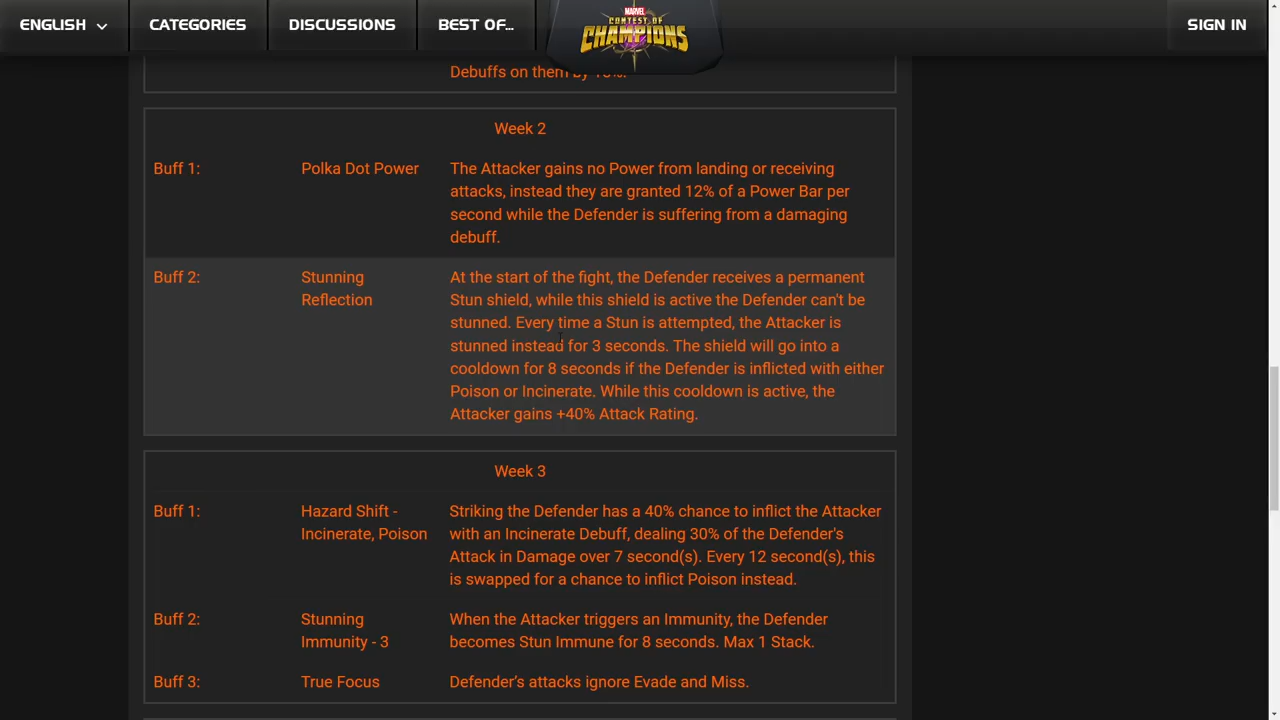 ENGLISH CATEGORIES DISCUSSIONS BEST OF... MARVEL CONTEST OF CHAMPIONS SIGN IN
Debuffs on them by 10%.
Week 2
Buff 1: Polka Dot Power The Attacker gains no Power from landing or receiving
attacks, instead they are granted 12% of a Power Bar per
second while the Defender is suffering from a damaging
debuff.
Buff 2: Stunning At the start of the fight, the Defender receives a permanent
Reflection Stun shield, while this shield is active the Defender can't be
stunned. Every time a Stun is attempted, the Attacker is
stunned instead for 3 seconds. The shield will go into a
cooldown for 8 seconds if the Defender is inflicted with either
Poison or Incinerate. While this cooldown is active, the
Attacker gains +40% Attack Rating.
Week 3
Buff 1: Hazard Shift - Striking the Defender has a 40% chance to inflict the Attacker
Incinerate, Poison with an Incinerate Debuff, dealing 30% of the Defender's
Attack in Damage over 7 second(s). Every 12 second(s), this
is swapped for a chance to inflict Poison instead.
Buff 2: Stunning When the Attacker triggers an Immunity, the Defender
Immunity - 3 becomes Stun Immune for 8 seconds. Max 1 Stack.
Buff 3: True Focus Defender’s attacks ignore Evade and Miss.